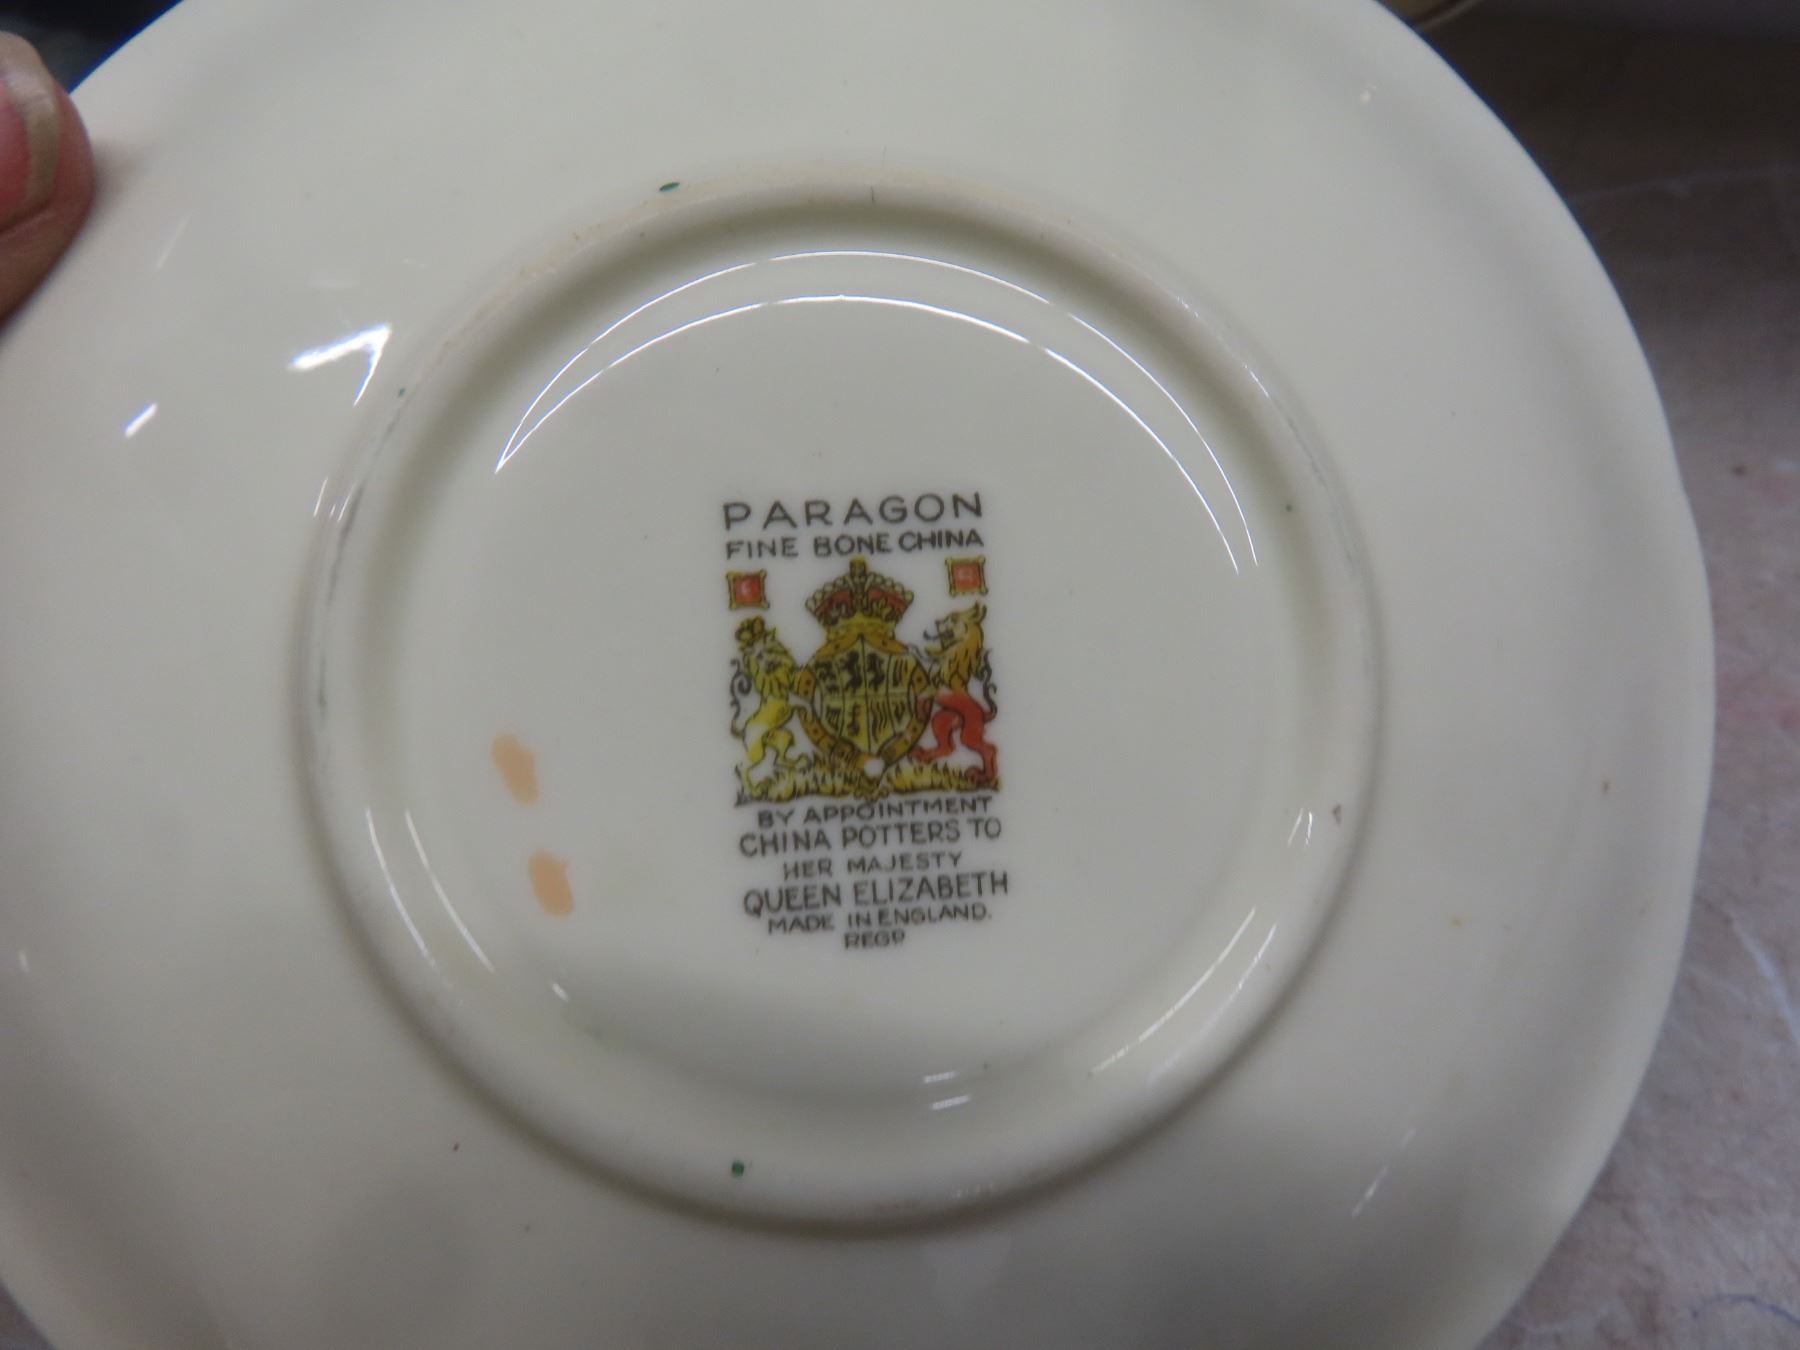 PARAGON
FINE BONE CHINA
BY APPOINTMENT
CHINA POTTERS TO
HER MAJESTY
QUEEN ELIZABETH
MADE IN ENGLAND.
REGD